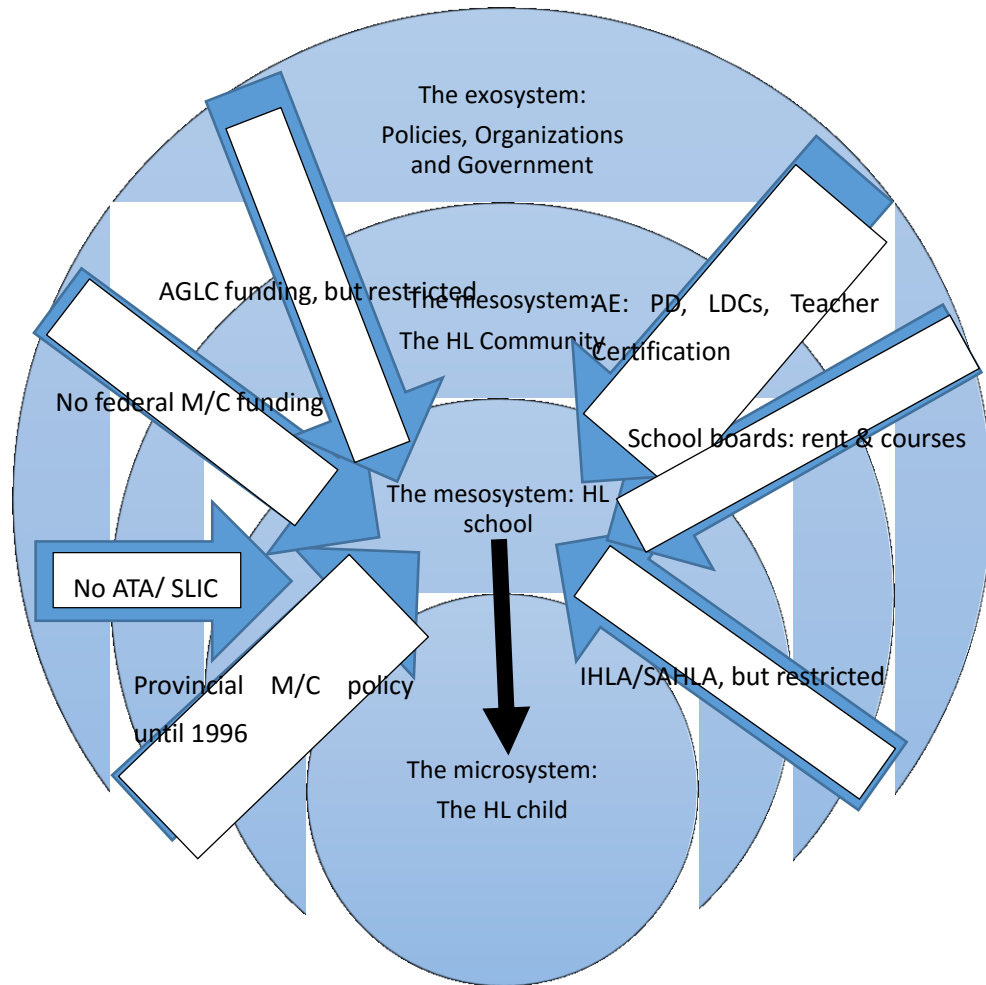 The exosystem:
Policies, Organizations
and Government
AGLC funding, but restricted
The mesosystem:
The HL Community
AE: PD, LDCs, Teacher
Certification
No federal M/C funding
School boards: rent & courses
The mesosystem: HL
school
No ATA/ SLIC
Provincial M/C policy
until 1996
IHLA/SAHLA, but restricted
The microsystem:
The HL child